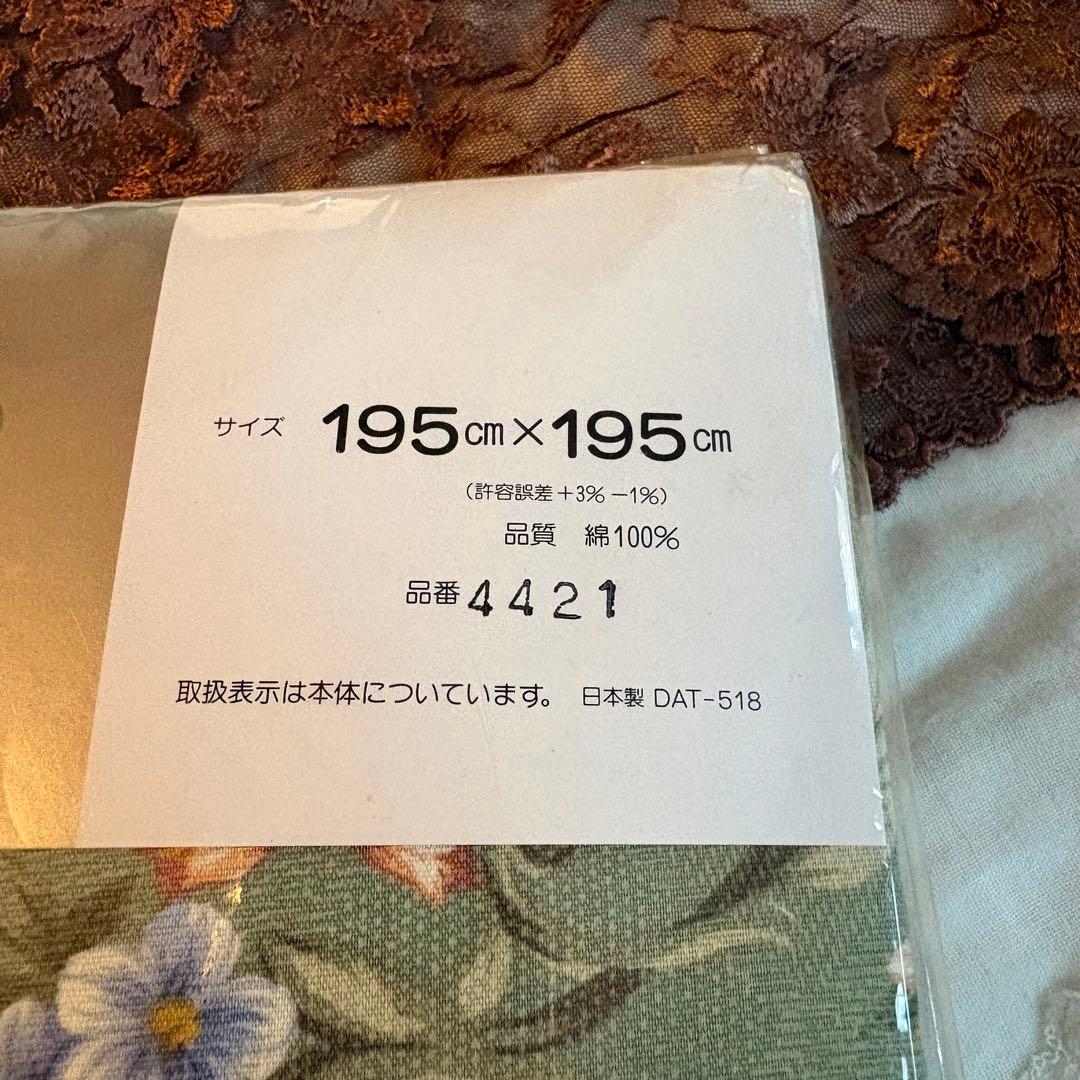 サイズ 195㎝×195㎝
（許容誤差＋3％－1％）
品質 綿100％
品番 4421
取扱表示は本体についています。 日本製 DAT-518